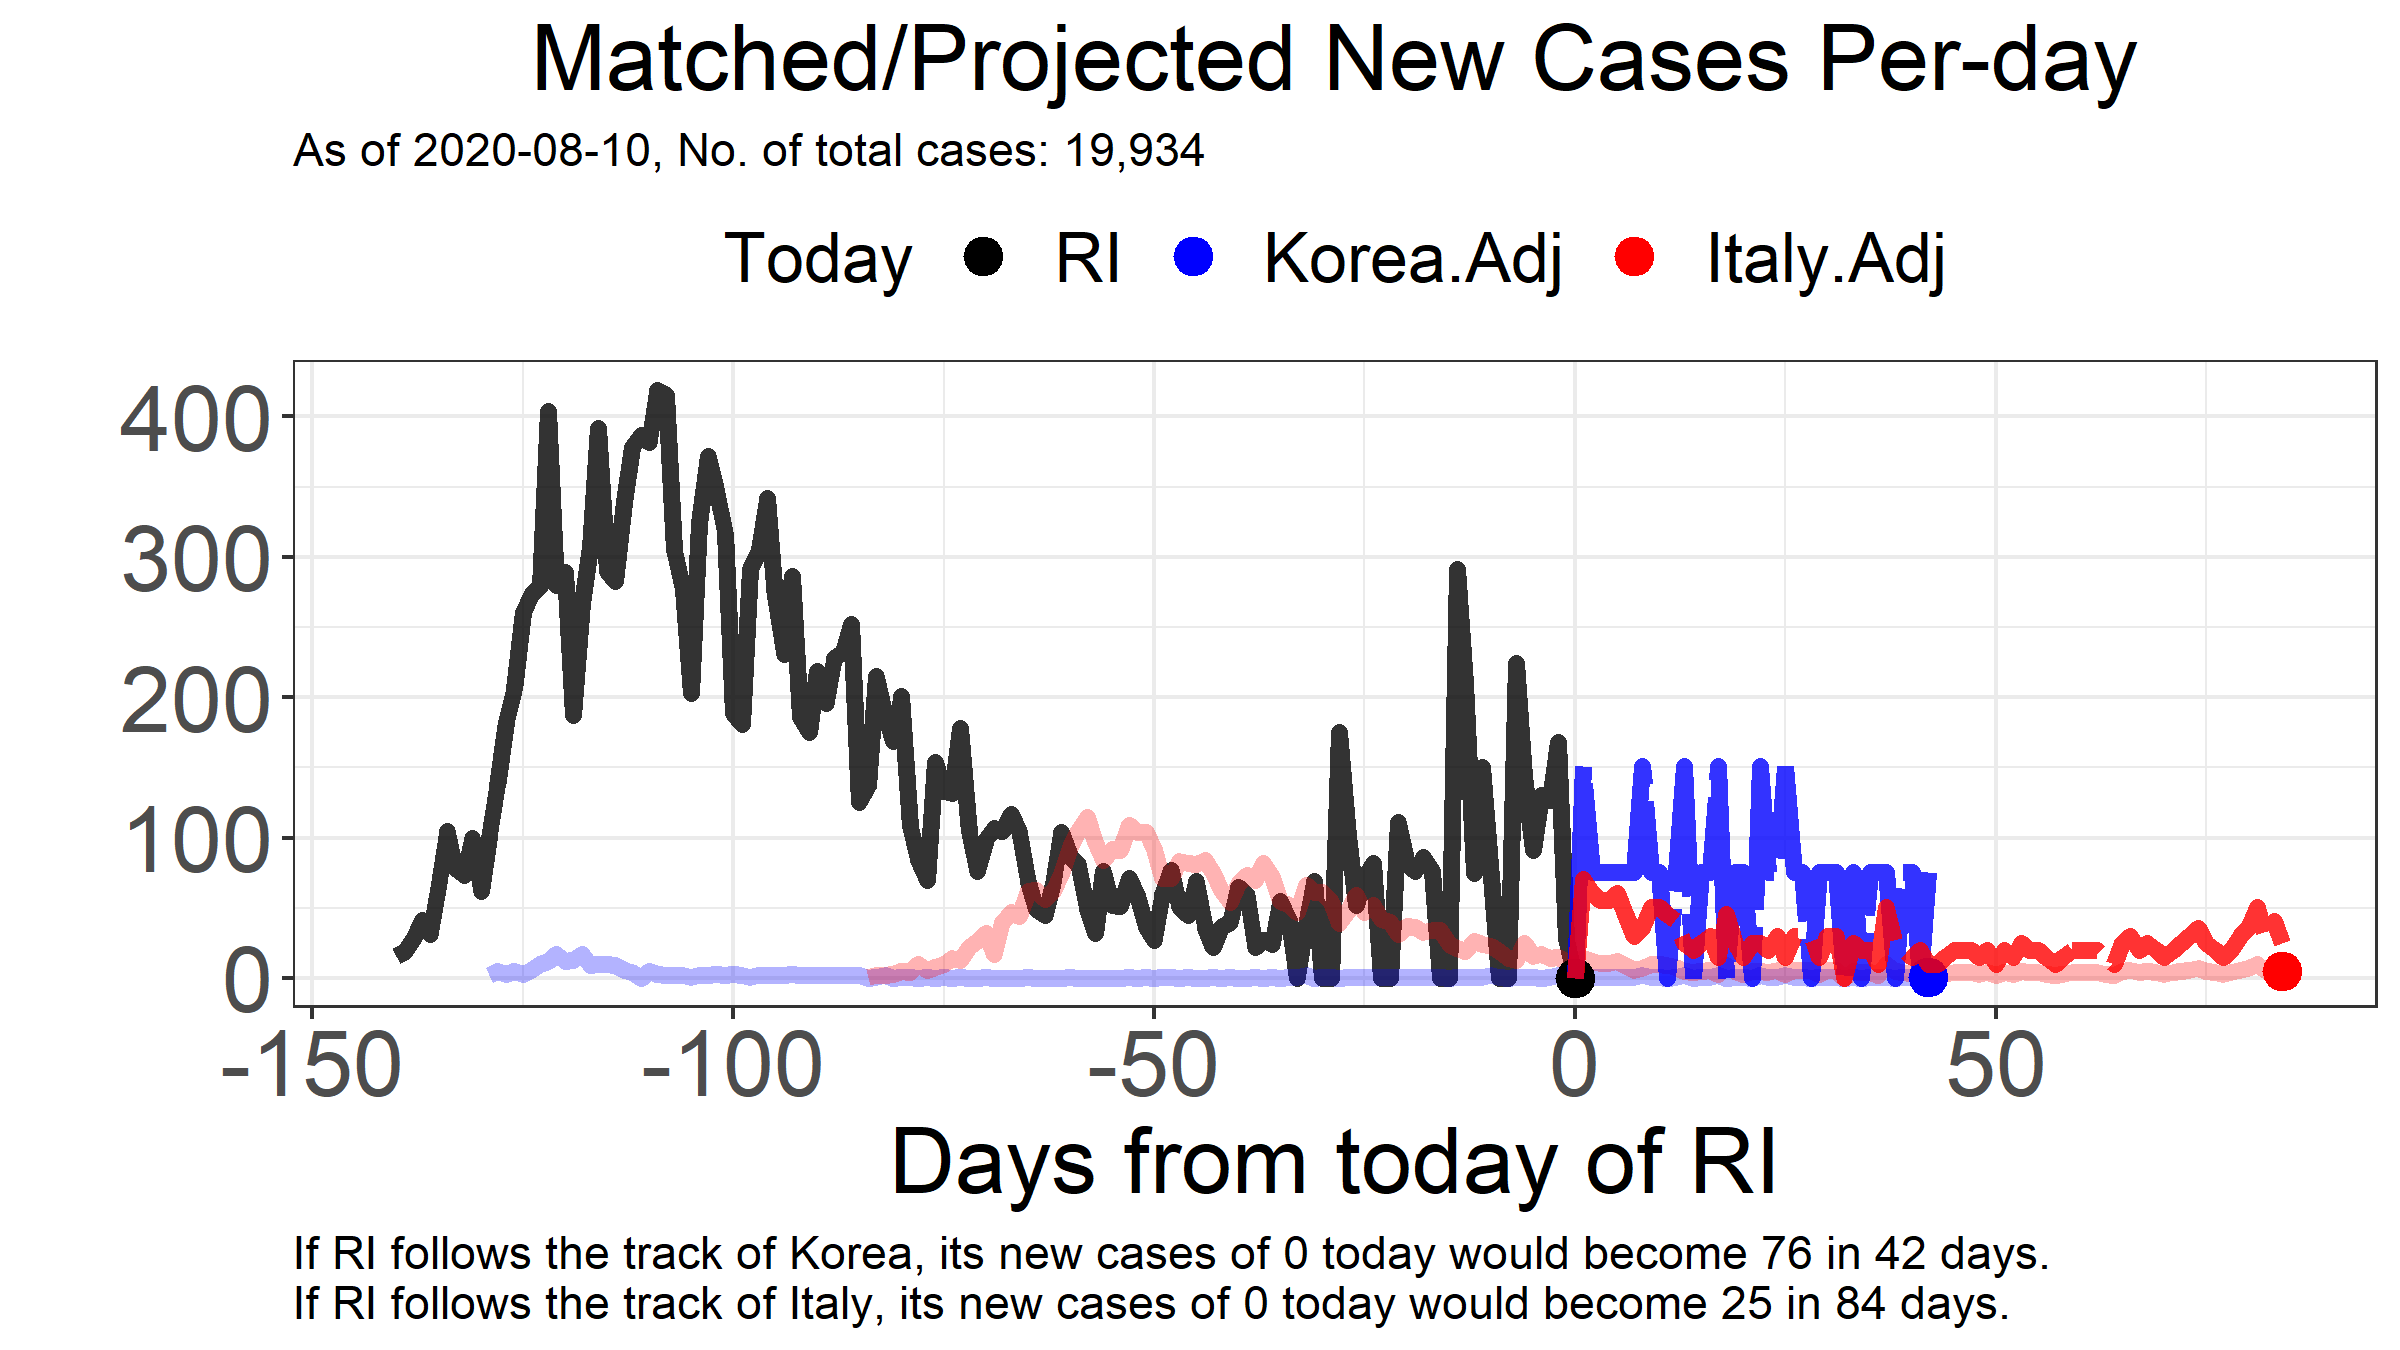 Matched/Projected New Cases Per-day
As of 2020-08-10, No. of total cases: 19,934
Today RI Korea.Adj Italy.Adj
400
300
200
100
0
-150 -100 -50 0 50
Days from today of RI
If RI follows the track of Korea, its new cases of 0 today would become 76 in 42 days.
If RI follows the track of Italy, its new cases of 0 today would become 25 in 84 days.